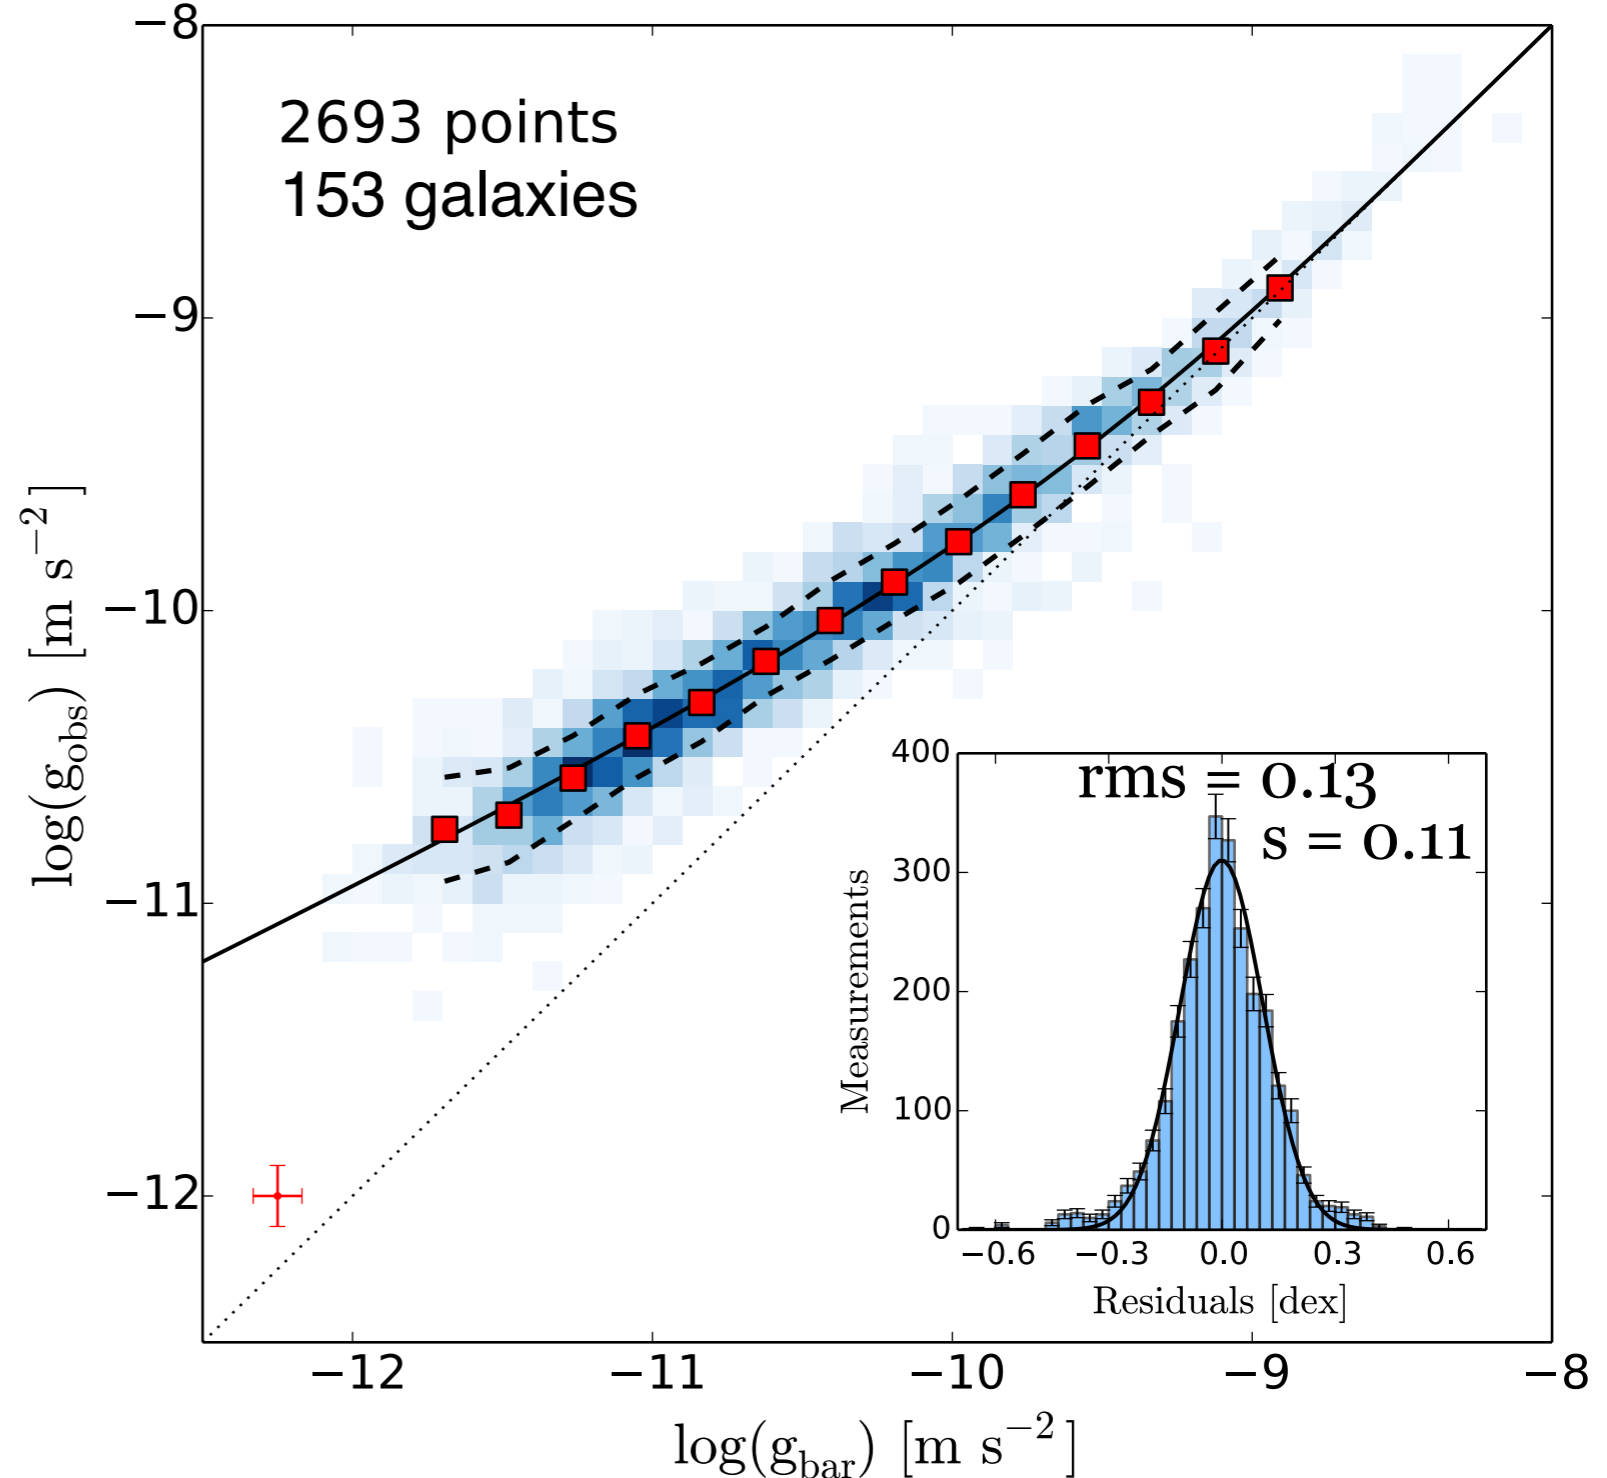 2693 points
153 galaxies
−8
−9
−10
−11
−12
log(g_obs) [m s⁻²]
−12 −11 −10 −9 −8
log(g_bar) [m s⁻²]
rms = 0.13
s = 0.11
400
300
200
100
0
Measurements
−0.6 −0.3 0.0 0.3 0.6
Residuals [dex]